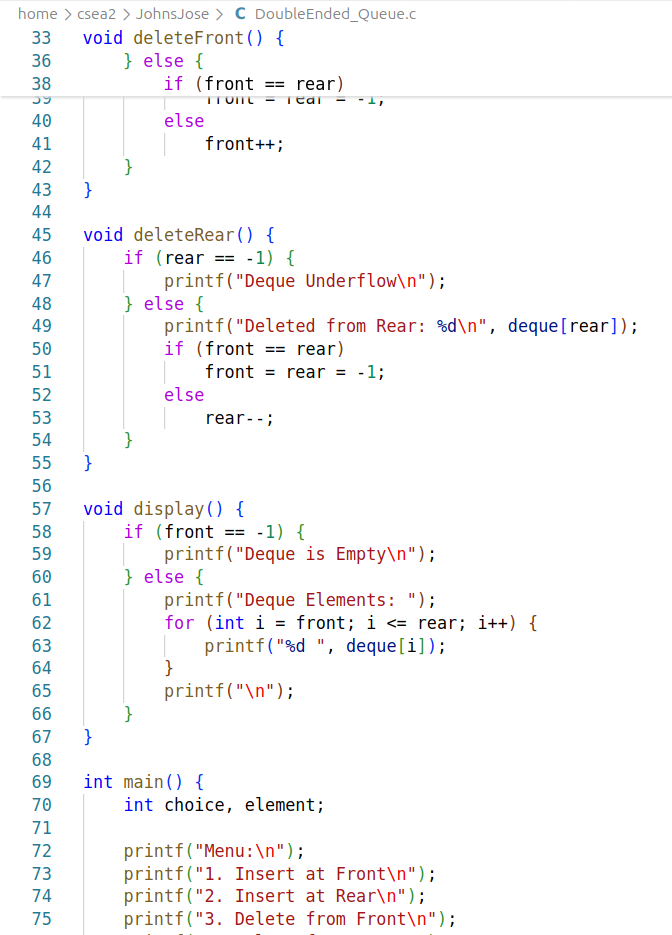 home > csea2 > JohnsJose > C DoubleEnded_Queue.c
33 void deleteFront() {
36 } else {
38 if (front == rear)
39 front = rear = -1;
40 else
41 front++;
42 }
43 }
44
45 void deleteRear() {
46 if (rear == -1) {
47 printf("Deque Underflow\n");
48 } else {
49 printf("Deleted from Rear: %d\n", deque[rear]);
50 if (front == rear)
51 front = rear = -1;
52 else
53 rear--;
54 }
55 }
56
57 void display() {
58 if (front == -1) {
59 printf("Deque is Empty\n");
60 } else {
61 printf("Deque Elements: ");
62 for (int i = front; i <= rear; i++) {
63 printf("%d ", deque[i]);
64 }
65 printf("\n");
66 }
67 }
68
69 int main() {
70 int choice, element;
71
72 printf("Menu:\n");
73 printf("1. Insert at Front\n");
74 printf("2. Insert at Rear\n");
75 printf("3. Delete from Front\n");